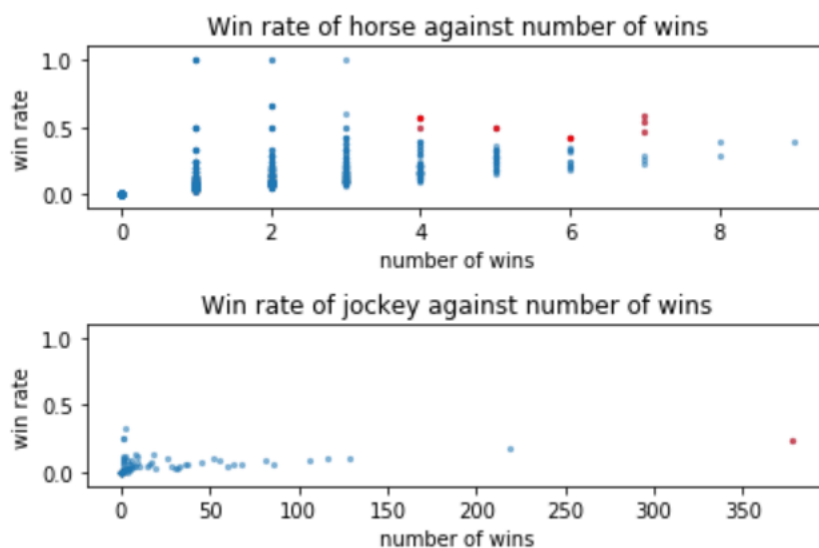 Win rate of horse against number of wins
1.0
0.5
0.0
win rate
0 2 4 6 8
number of wins
Win rate of jockey against number of wins
1.0
0.5
0.0
win rate
0 50 100 150 200 250 300 350
number of wins